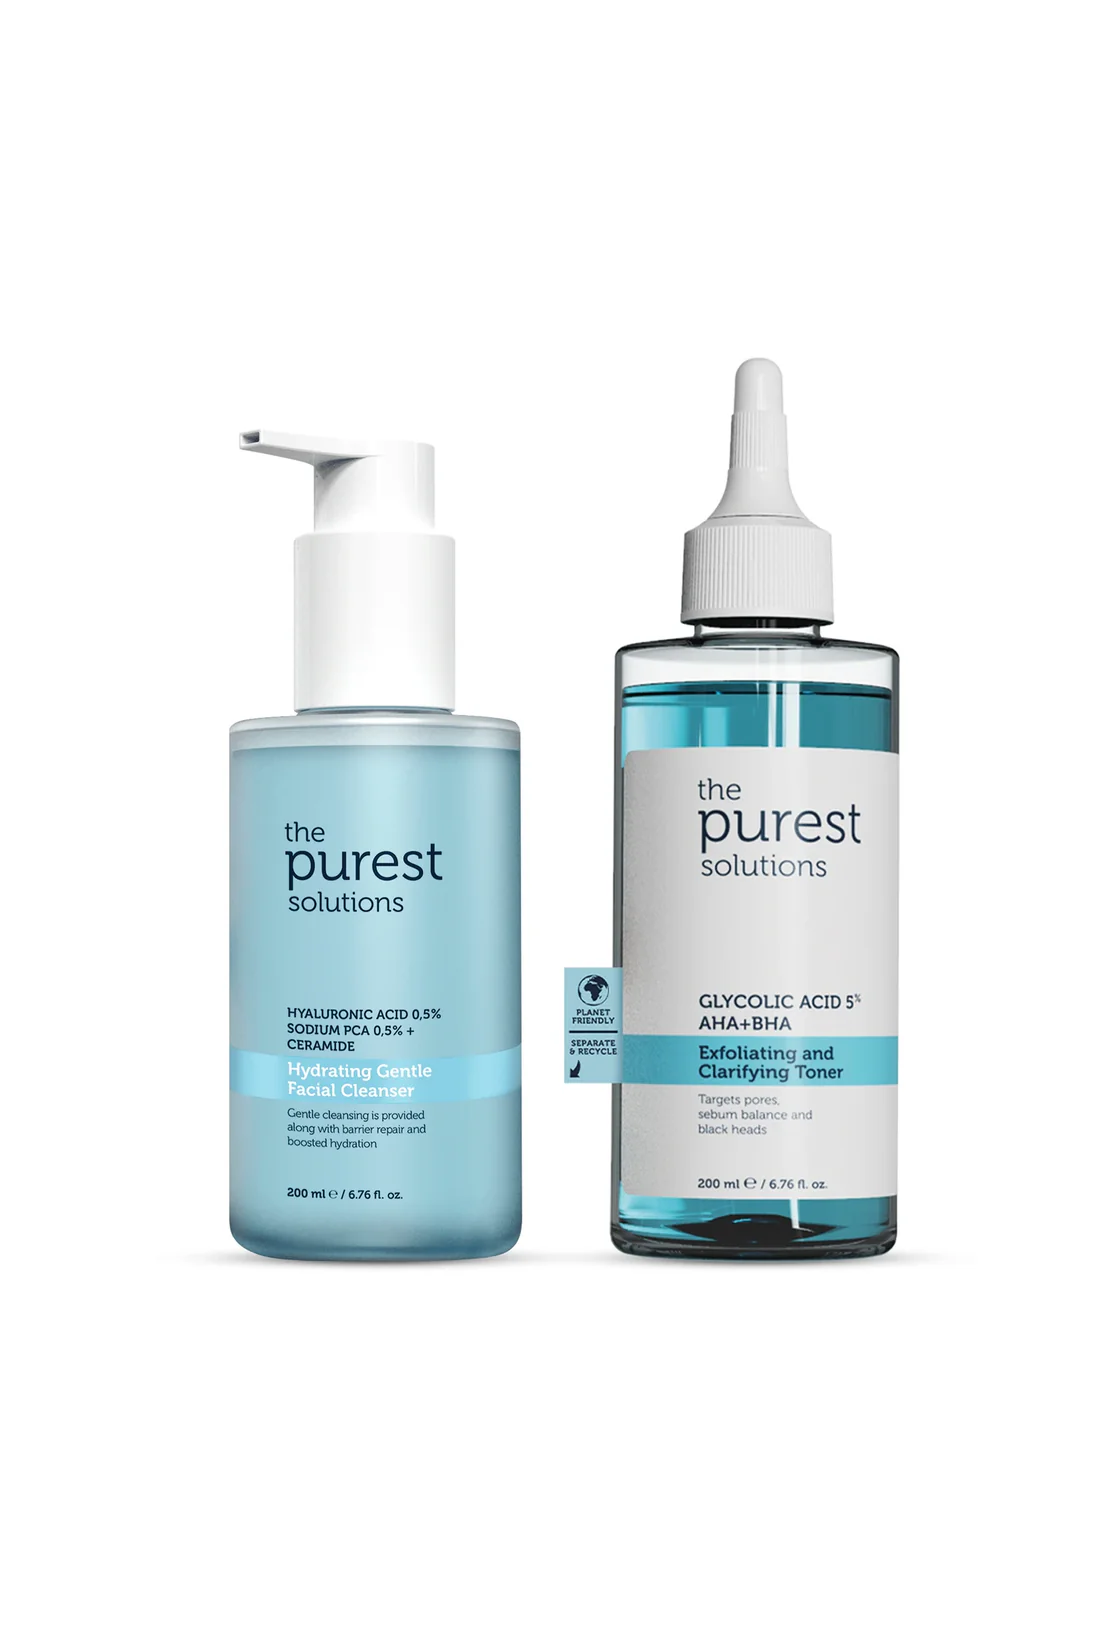 the
purest
solutions
HYALURONIC ACID 0,5%
SODIUM PCA 0,5% +
CERAMIDE
Hydrating Gentle
Facial Cleanser
Gentle cleansing is provided
along with barrier repair and
boosted hydration
200 ml ℮ / 6.76 fl. oz.
the
purest
solutions
GLYCOLIC ACID 5%
AHA+BHA
Exfoliating and
Clarifying Toner
Targets pores,
sebum balance and
black heads
200 ml ℮ / 6.76 fl. oz.
PLANET
FRIENDLY
SEPARATE
& RECYCLE